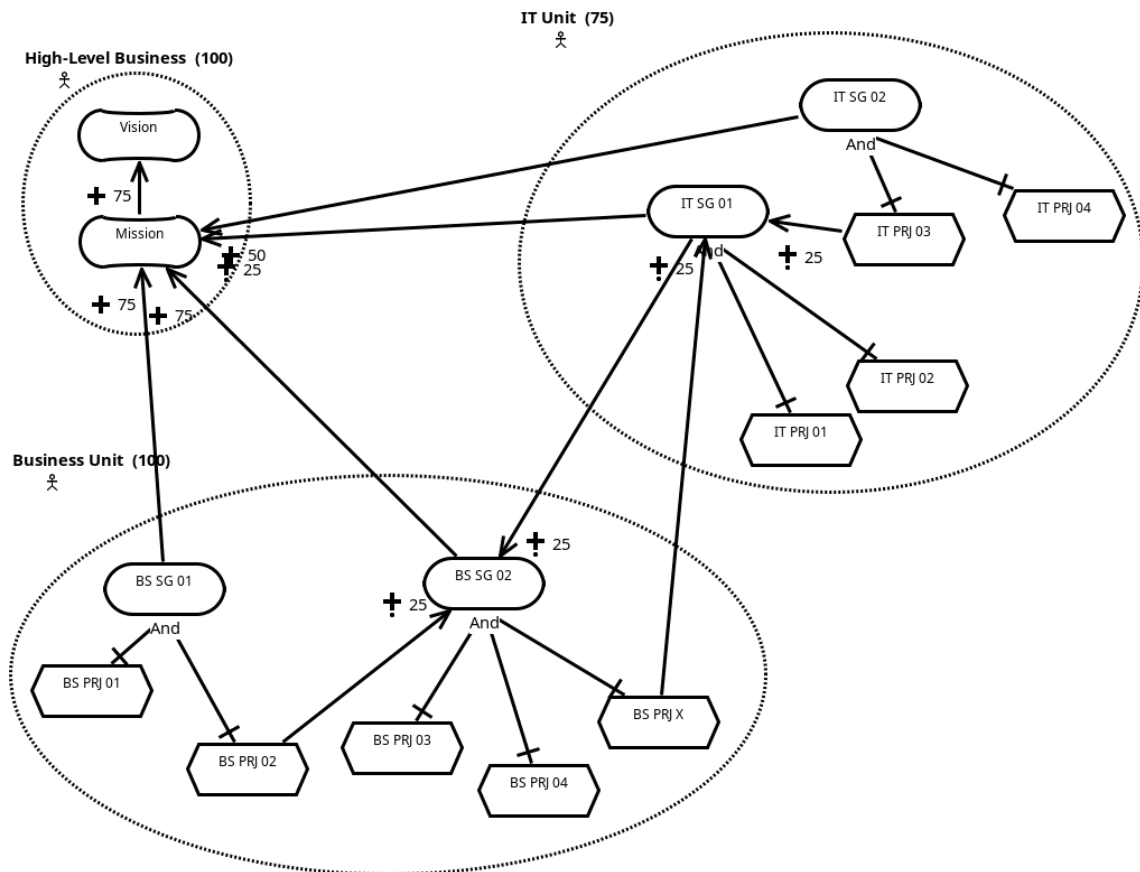 IT Unit (75)
High-Level Business (100)
IT SG 02
Vision
And
IT SG 01
IT PRJ 04
75
Mission
IT PRJ 03
50
And
25
25
25
75
75
IT PRJ 02
IT PRJ 01
Business Unit (100)
25
BS SG 02
BS SG 01
25
And
And
BS PRJ 01
BS PRJ X
BS PRJ 03
BS PRJ 02
BS PRJ 04